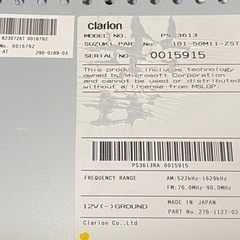 Clarion
MODEL NO. PS-3613
SUZUKI PART No. 101-50M11-ZST
SERIAL NO. 0015915
This product includes technology
owned by Microsoft Corporation
and cannot be used or distributed
without a license from MSLGP.
823072AT 0016792
0016792
-AT 290-0189-03
PS3613RA 0015915
FREQUENCY RANGE AM:522kHz-1629kHz
FM:76.0MHz-90.0MHz
12V(-)GROUND MADE IN JAPAN
Clarion Co.,Ltd PART NO. 276-1127-02